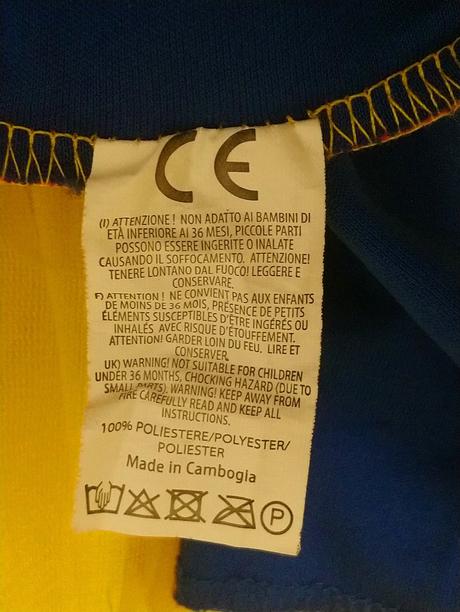 CE
(I) ATTENZIONE! NON ADATTO AI BAMBINI DI
ETÀ INFERIORE AI 36 MESI, PICCOLE PARTI
POSSONO ESSERE INGERITE O INALATE
CAUSANDO IL SOFFOCAMENTO. ATTENZIONE!
TENERE LONTANO DAL FUOCO! LEGGERE E
CONSERVARE.
F) ATTENTION! NE CONVIENT PAS AUX ENFANTS
DE MOINS DE 36 MOIS, PRÉSENCE DE PETITS
ÉLÉMENTS SUSCEPTIBLES D'ÊTRE INGÉRÉS OU
INHALÉS AVEC RISQUE D'ÉTOUFFEMENT.
ATTENTION! GARDER LOIN DU FEU. LIRE ET
CONSERVER.
UK) WARNING! NOT SUITABLE FOR CHILDREN
UNDER 36 MONTHS, CHOCKING HAZARD (DUE TO
SMALL PARTS). WARNING! KEEP AWAY FROM
FIRE CAREFULLY READ AND KEEP ALL
INSTRUCTIONS.
100% POLIESTERE/POLYESTER/
POLIESTER
Made in Cambogia
P